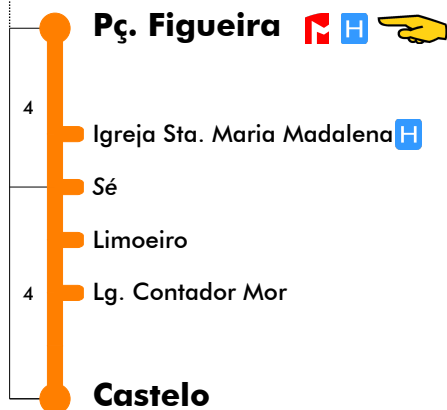 Pç. Figueira H
4
Igreja Sta. Maria Madalena H
Sé
Limoeiro
4
Lg. Contador Mor
Castelo